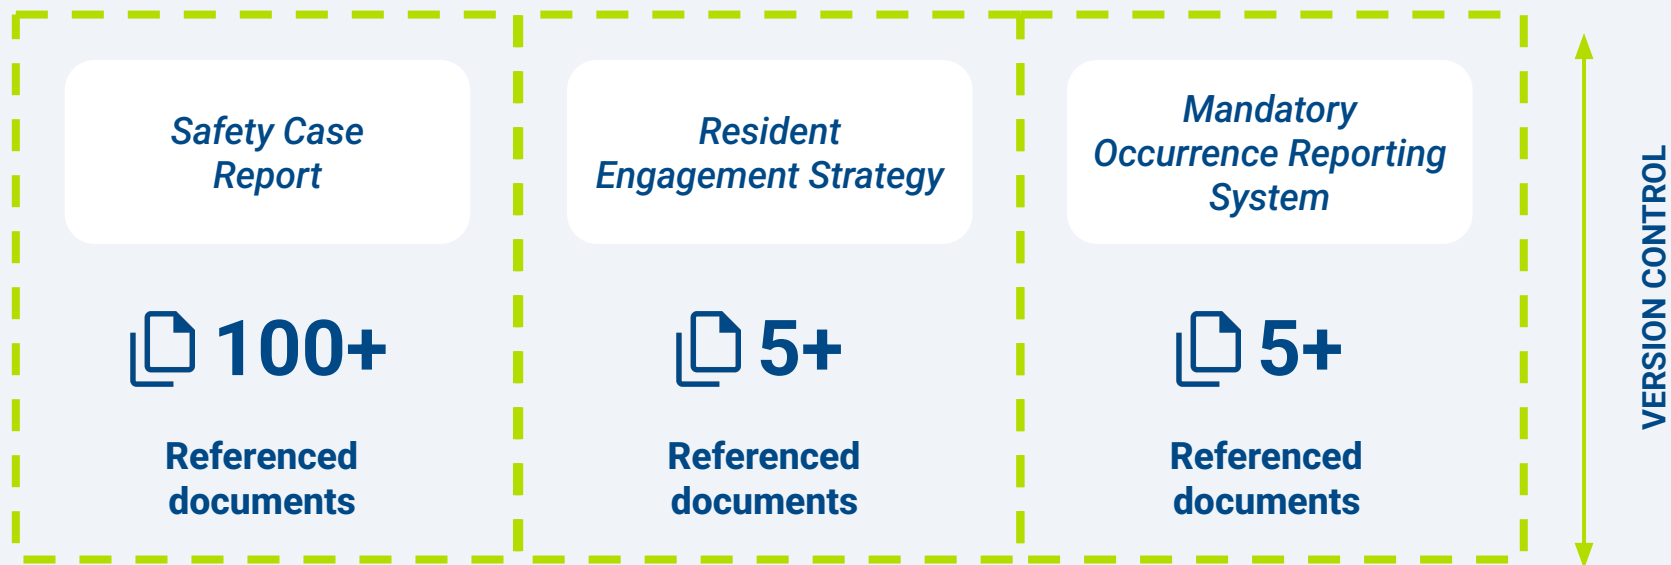 Safety Case
Report
Resident
Engagement Strategy
Mandatory
Occurrence Reporting
System
100+
5+
5+
Referenced
documents
Referenced
documents
Referenced
documents
VERSION CONTROL